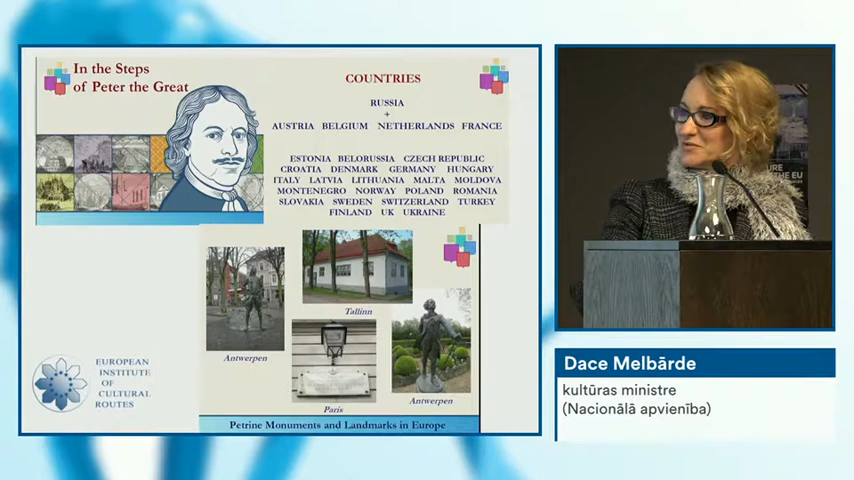 In the Steps
of Peter the Great
COUNTRIES
RUSSIA
+
AUSTRIA BELGIUM NETHERLANDS FRANCE
ESTONIA BELORUSSIA CZECH REPUBLIC
CROATIA DENMARK GERMANY HUNGARY
ITALY LATVIA LITHUANIA MALTA MOLDOVA
MONTENEGRO NORWAY POLAND ROMANIA
SLOVAKIA SWEDEN SWITZERLAND TURKEY
FINLAND UK UKRAINE
Tallinn
Antwerpen
Paris
Antwerpen
EUROPEAN
INSTITUTE
OF
CULTURAL
ROUTES
Petrine Monuments and Landmarks in Europe
THE EU
Dace Melbārde
kultūras ministre
(Nacionālā apvienība)